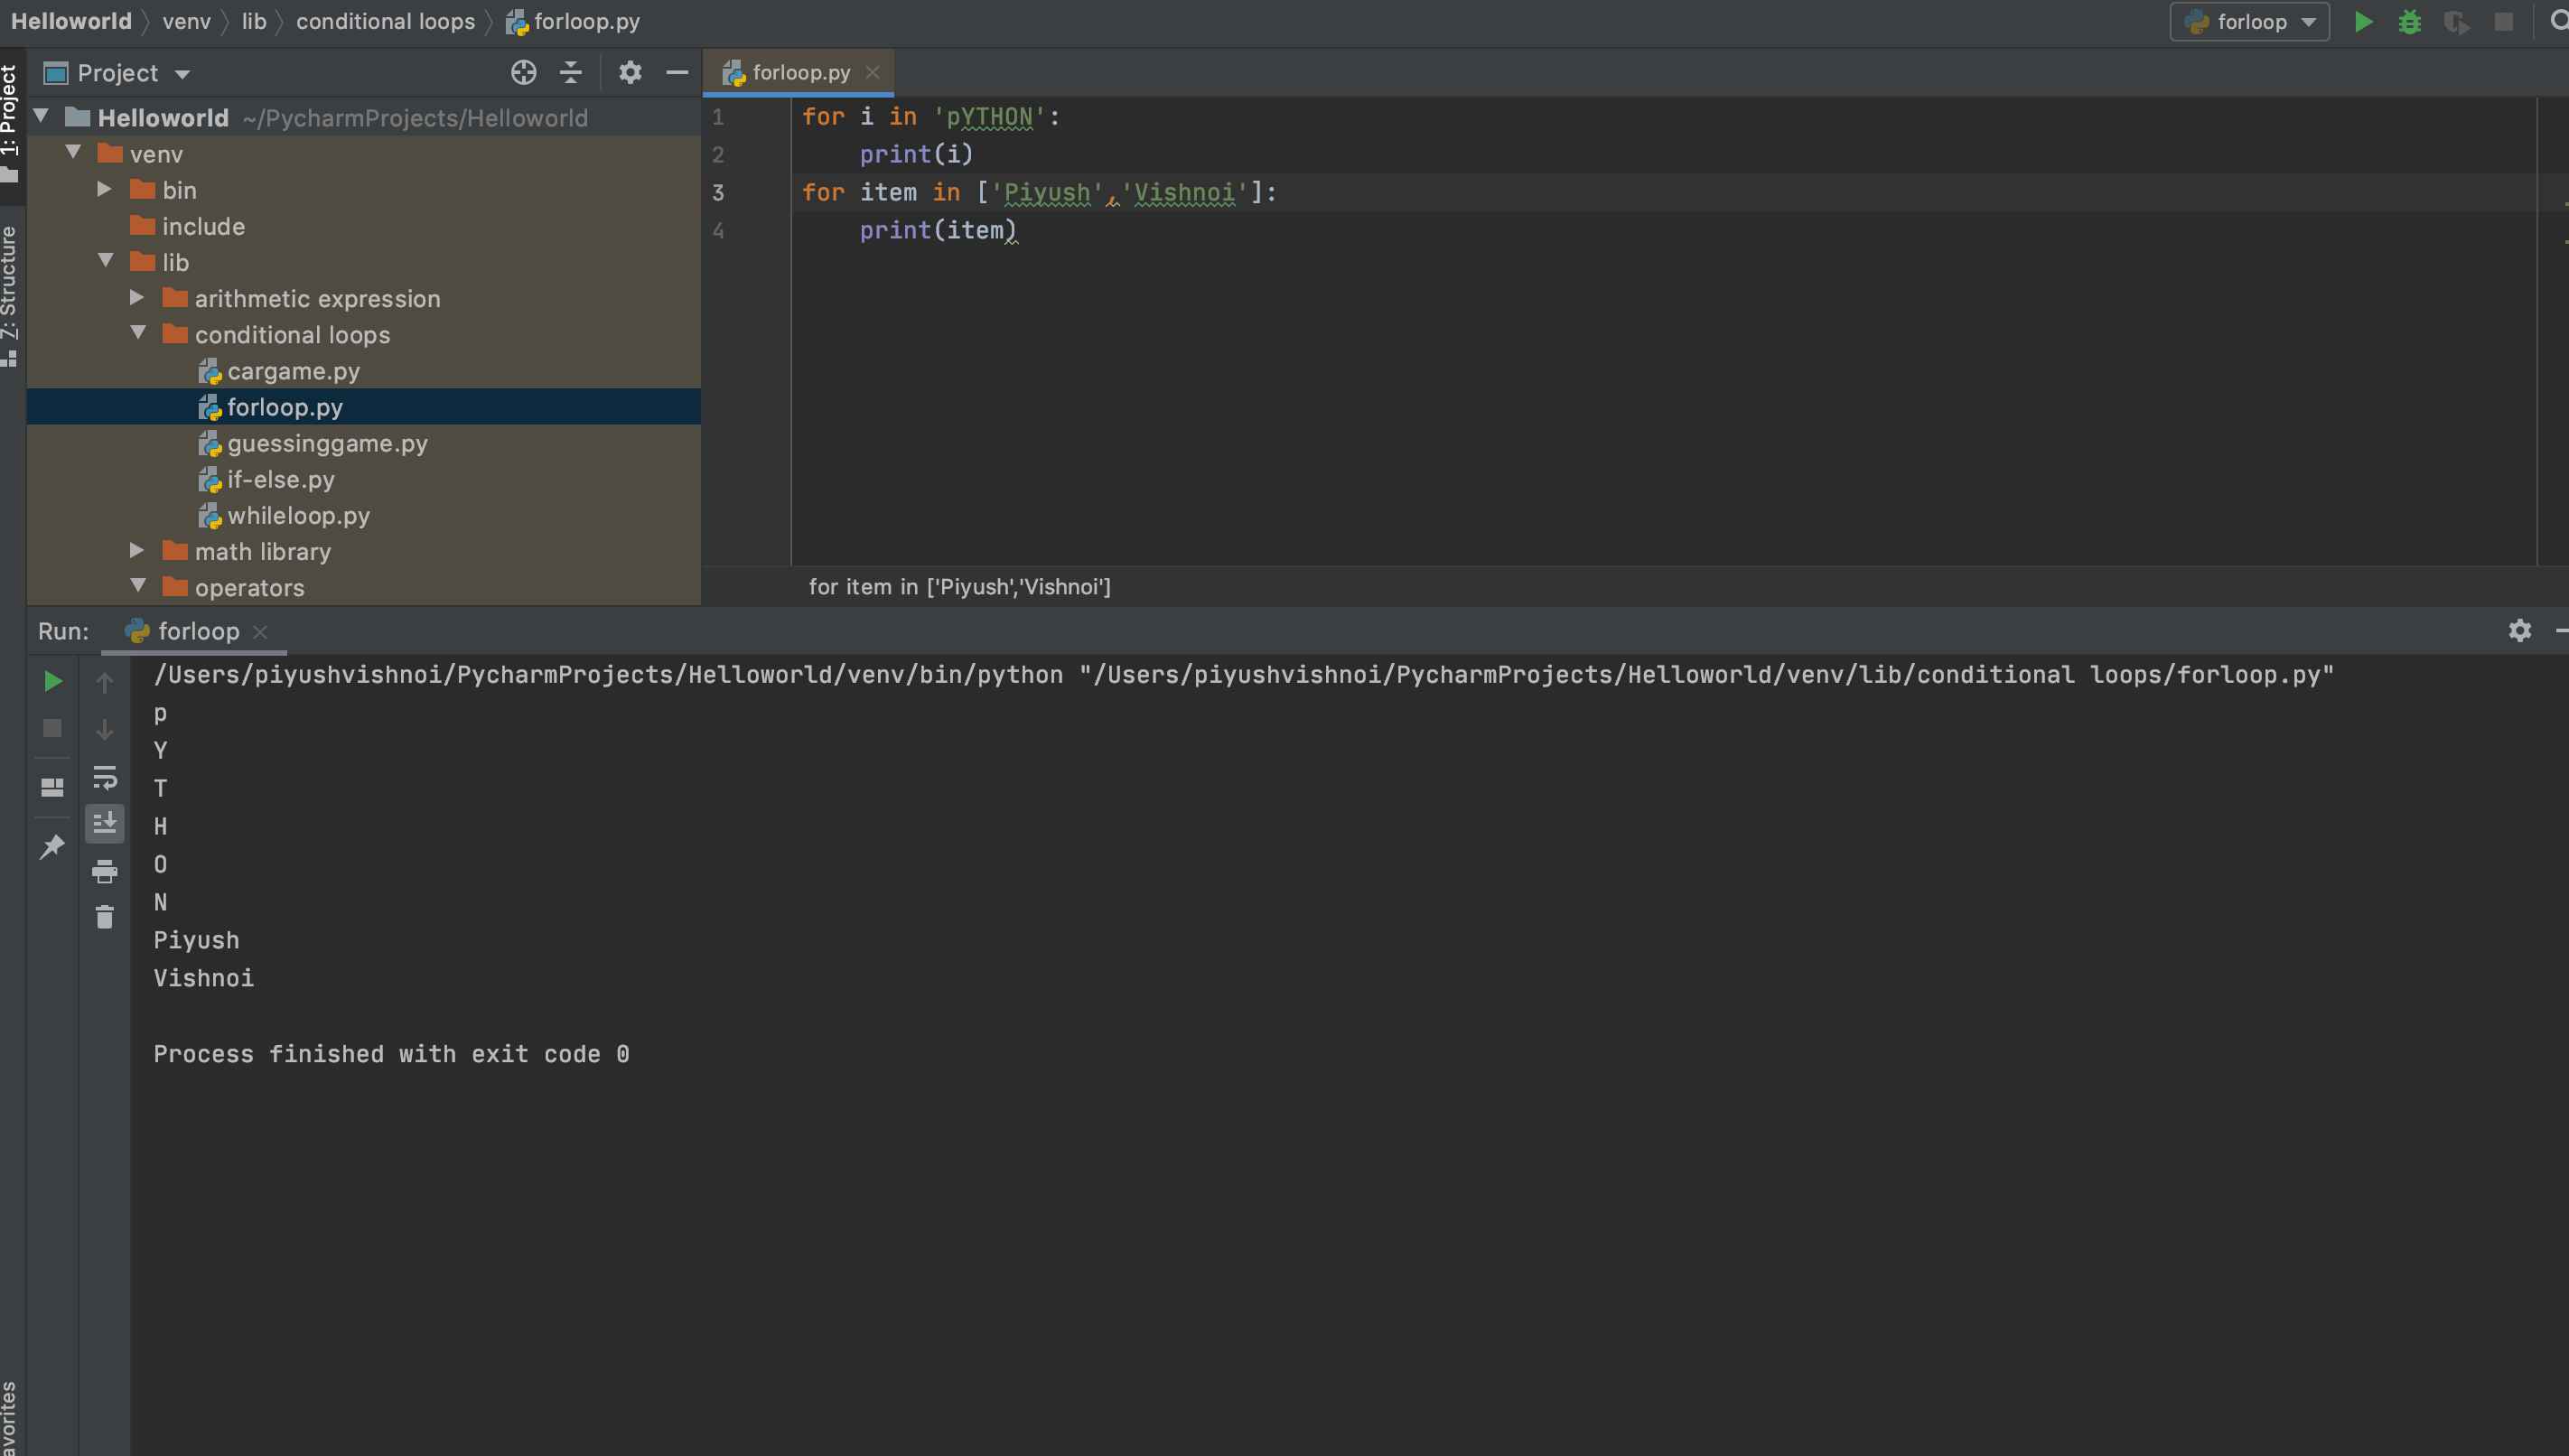 Helloworld venv lib conditional loops forloop.py
forloop
Project
forloop.py
1: Project
7: Structure
Helloworld ~/PycharmProjects/Helloworld
venv
bin
include
lib
arithmetic expression
conditional loops
cargame.py
forloop.py
guessinggame.py
if-else.py
whileloop.py
math library
operators
1 for i in 'pYTHON':
2 print(i)
3 for item in ['Piyush','Vishnoi']:
4 print(item)
for item in ['Piyush','Vishnoi']
Run: forloop
/Users/piyushvishnoi/PycharmProjects/Helloworld/venv/bin/python "/Users/piyushvishnoi/PycharmProjects/Helloworld/venv/lib/conditional loops/forloop.py"
p
Y
T
H
O
N
Piyush
Vishnoi
Process finished with exit code 0
avorites